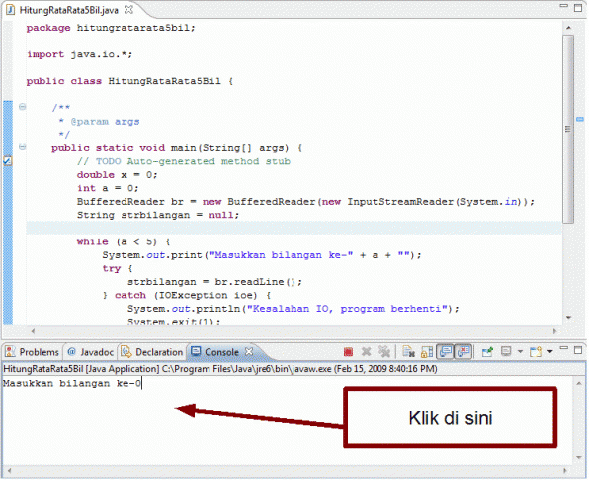 HitungRataRata5Bil.java
package hitungratarata5bil;
import java.io.*;
public class HitungRataRata5Bil {
/**
* @param args
*/
public static void main(String[] args) {
// TODO Auto-generated method stub
double x = 0;
int a = 0;
BufferedReader br = new BufferedReader(new InputStreamReader(System.in));
String strbilangan = null;
while (a < 5) {
System.out.print("Masukkan bilangan ke-" + a + "");
try {
strbilangan = br.readLine();
} catch (IOException ioe) {
System.out.println("Kesalahan IO, program berhenti");
System.exit(1);
Problems @ Javadoc Declaration Console
HitungRataRata5Bil [Java Application] C:\Program Files\Java\jre6\bin\javaw.exe (Feb 15, 2009 8:40:16 PM)
Masukkan bilangan ke-0
Klik di sini